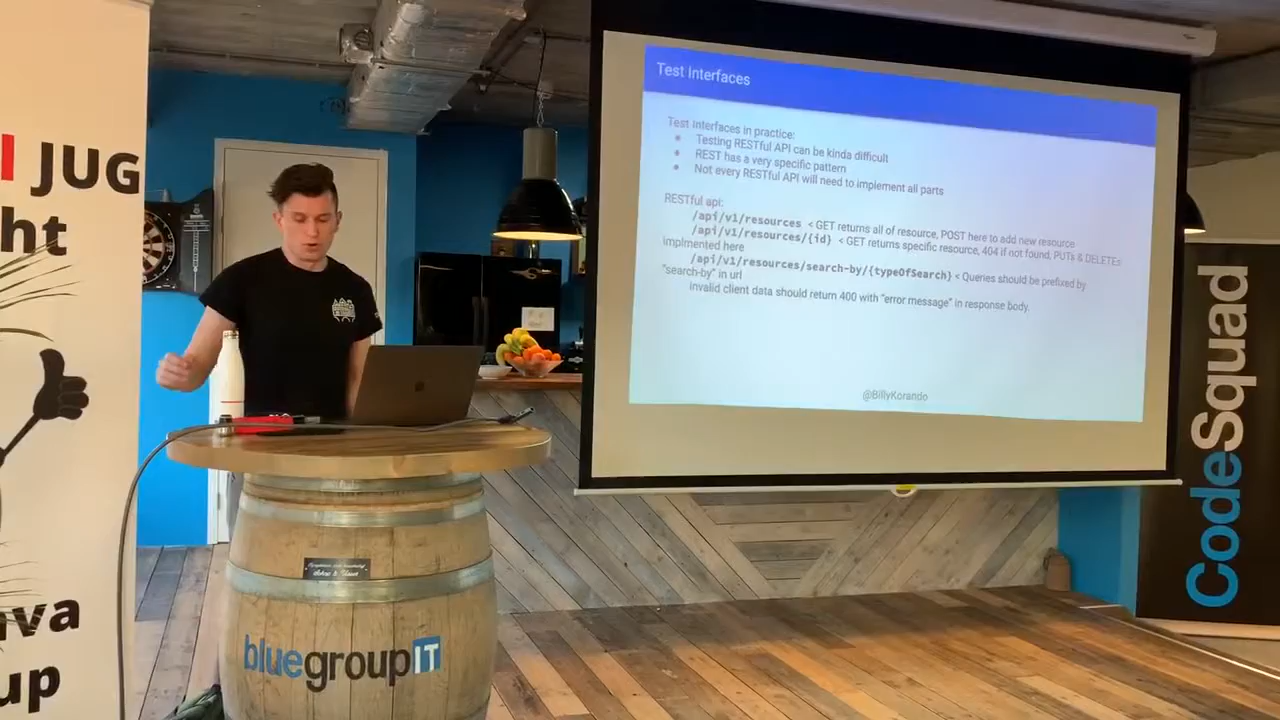 JUG
ht
va
up
Test Interfaces
Test Interfaces in practice:
● Testing RESTful API can be kinda difficult
● REST has a very specific pattern
● Not every RESTful API will need to implement all parts
RESTful api:
/api/v1/resources < GET returns all of resource, POST here to add new resource
/api/v1/resources/{id} < GET returns specific resource, 404 if not found, PUTs & DELETEs
implmented here
/api/v1/resources/search-by/{typeOfSearch} < Queries should be prefixed by
"search-by" in url
invalid client data should return 400 with "error message" in response body.
@BillyKorando
bluegroupIT
CodeSquad